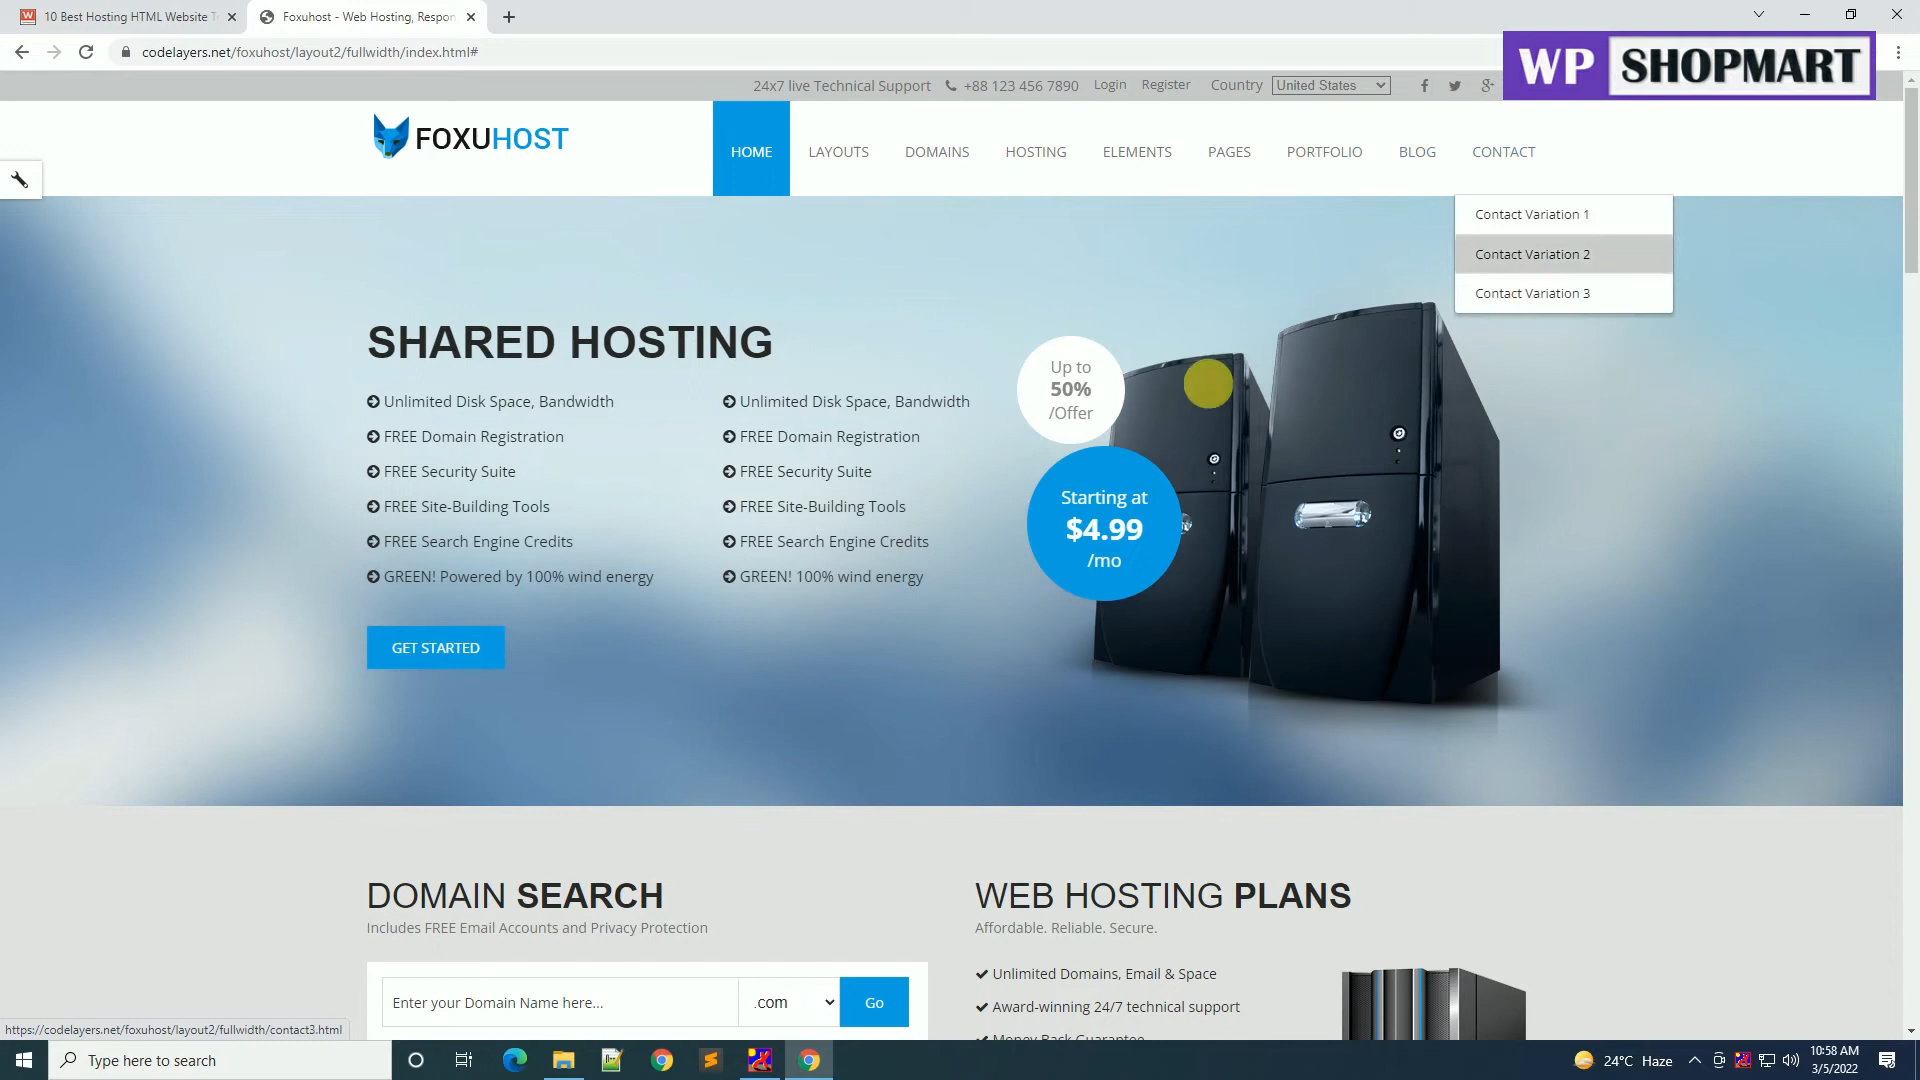 10 Best Hosting HTML Website T
Foxuhost - Web Hosting, Respon
codelayers.net/foxuhost/layout2/fullwidth/index.html#
WP SHOPMART
24x7 live Technical Support +88 123 456 7890 Login Register Country United States
FOXUHOST
HOME LAYOUTS DOMAINS HOSTING ELEMENTS PAGES PORTFOLIO BLOG CONTACT
Contact Variation 1
Contact Variation 2
Contact Variation 3
SHARED HOSTING
Unlimited Disk Space, Bandwidth
FREE Domain Registration
FREE Security Suite
FREE Site-Building Tools
FREE Search Engine Credits
GREEN! Powered by 100% wind energy
Unlimited Disk Space, Bandwidth
FREE Domain Registration
FREE Security Suite
FREE Site-Building Tools
FREE Search Engine Credits
GREEN! 100% wind energy
Up to
50%
/Offer
Starting at
$4.99
/mo
GET STARTED
DOMAIN SEARCH
Includes FREE Email Accounts and Privacy Protection
Enter your Domain Name here... .com Go
WEB HOSTING PLANS
Affordable. Reliable. Secure.
Unlimited Domains, Email & Space
Award-winning 24/7 technical support
Money Back Guarantee
https://codelayers.net/foxuhost/layout2/fullwidth/contact3.html
Type here to search
24°C Haze
10:58 AM
3/5/2022